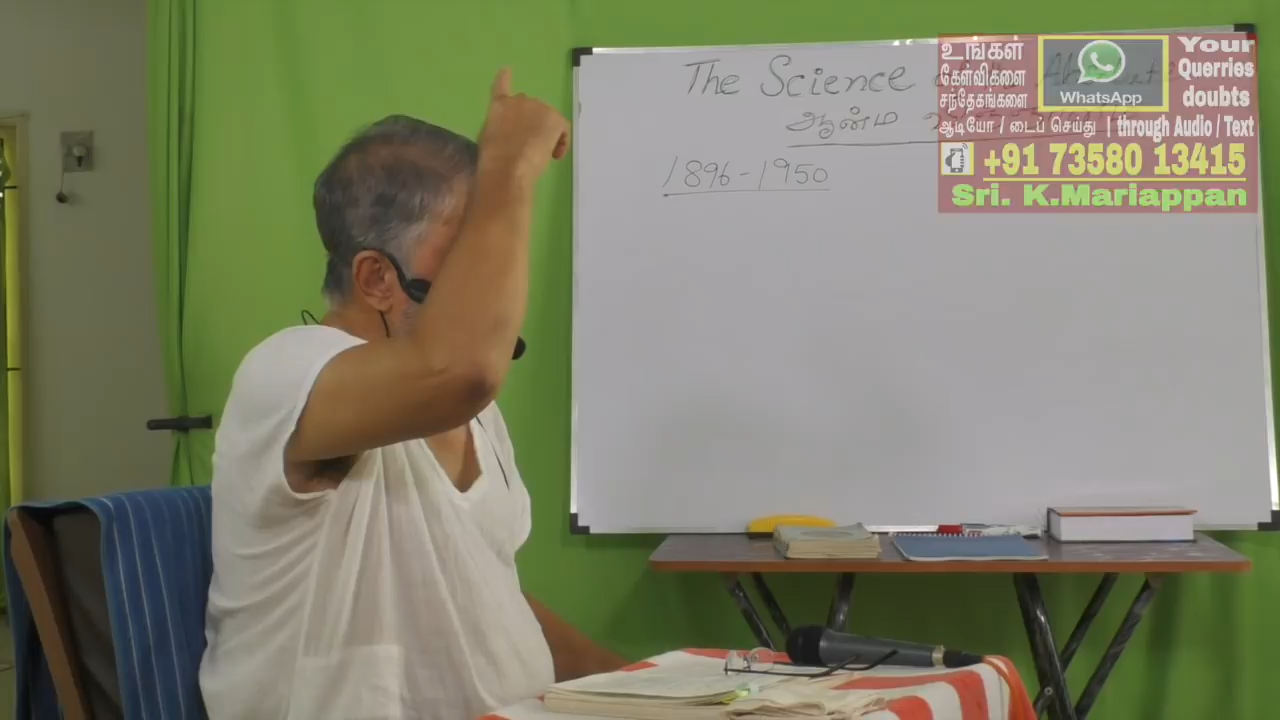 The Science
ஆன்ம
1896-1950
உங்கள்
கேள்விகளை
சந்தேகங்களை
ஆடியோ / டைப் செய்து | through Audio / Text
WhatsApp
Your
Querries
doubts
+91 73580 13415
Sri. K.Mariappan